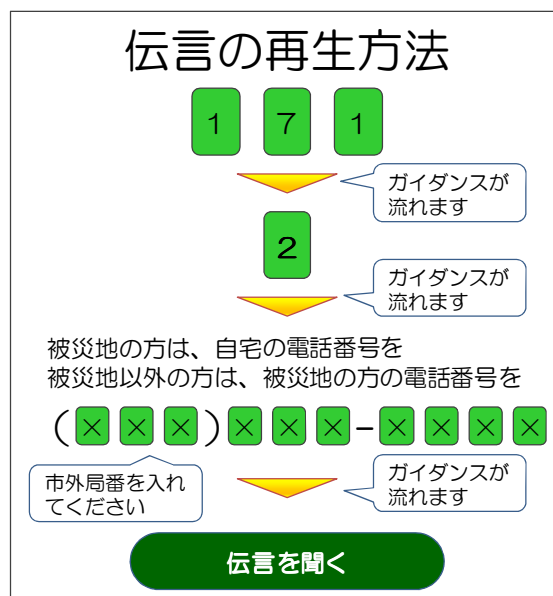 伝言の再生方法
1 7 1
ガイダンスが
流れます
2
ガイダンスが
流れます
被災地の方は、自宅の電話番号を
被災地以外の方は、被災地の方の電話番号を
(×××)×××-××××
市外局番を入れ
てください
ガイダンスが
流れます
伝言を聞く